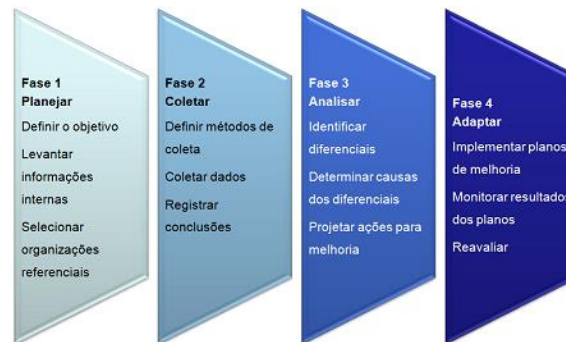 Fase 1
Planejar
Definir o objetivo
Levantar
informações
internas
Selecionar
organizações
referenciais
Fase 2
Coletar
Definir métodos de
coleta
Coletar dados
Registrar
conclusões
Fase 3
Analisar
Identificar
diferenciais
Determinar causas
dos diferenciais
Projetar ações para
melhoria
Fase 4
Adaptar
Implementar planos
de melhoria
Monitorar resultados
dos planos
Reavaliar